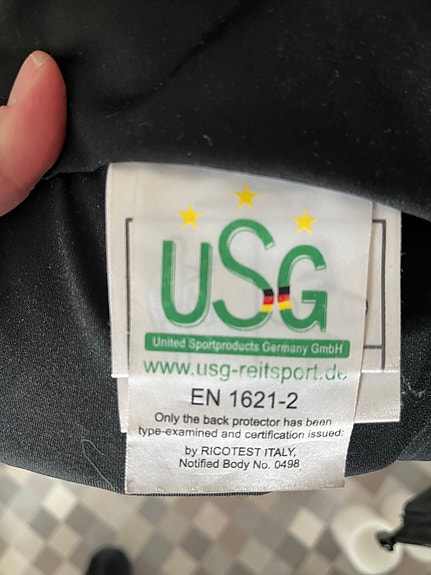 USG
United Sportproducts Germany GmbH
www.usg-reitsport.de
EN 1621-2
Only the back protector has been
type-examined and certification issued:
by RICOTEST ITALY,
Notified Body No. 0498